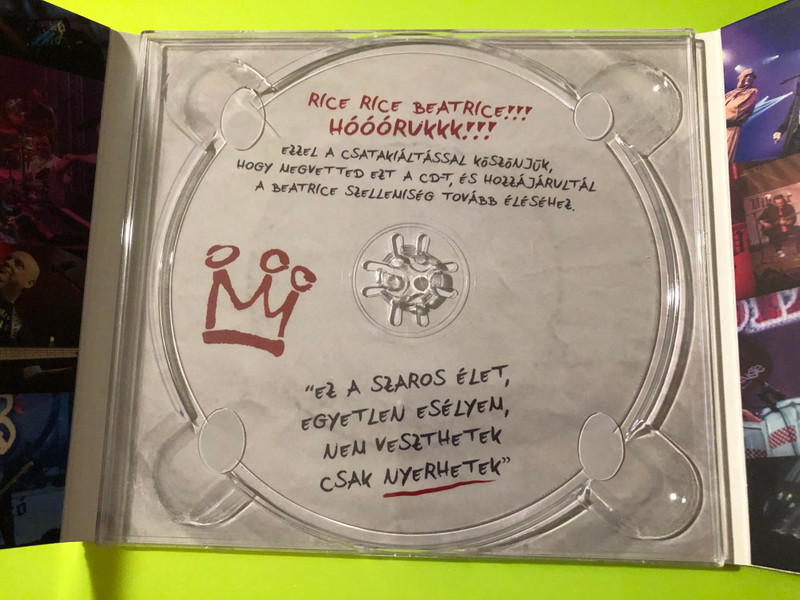 RICE RICE BEATRICE!!!
HÓÓÓRUKKK!!!
EZZEL A CSATAKIÁLTÁSSAL KÖSZÖNJÜK,
HOGY MEGVETTED EZT A CD-T, ÉS HOZZÁJÁRULTÁL
A BEATRICE SZELLEMISÉG TOVÁBB ÉLÉSÉHEZ.
"EZ A SZAROS ÉLET,
EGYETLEN ESÉLYEM,
NEM VESZTHETEK
CSAK NYERHETEK"